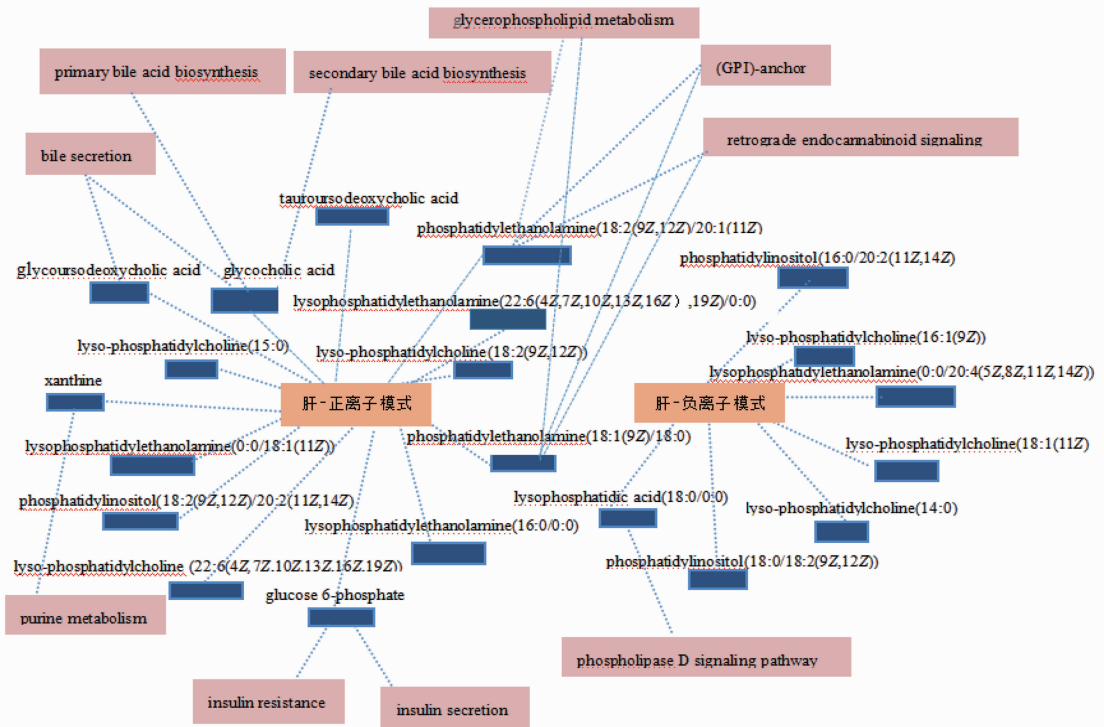 glycerophospholipid metabolism
primary bile acid biosynthesis
secondary bile acid biosynthesis
(GPI)-anchor
bile secretion
retrograde endocannabinoid signaling
tauroursodeoxycholic acid
phosphatidylethanolamine(18:2(9Z,12Z)/20:1(11Z)
phosphatidylinositol(16:0/20:2(11Z,14Z)
glycoursodeoxycholic acid
glycocholic acid
lysophosphatidylethanolamine(22:6(4Z,7Z,10Z,13Z,16Z),19Z)/0:0)
lyso-phosphatidylcholine(15:0)
lyso-phosphatidylcholine(18:2(9Z,12Z))
lyso-phosphatidylcholine(16:1(9Z))
xanthine
lysophosphatidylethanolamine(0:0/20:4(5Z,8Z,11Z,14Z))
肝-正离子模式
肝-负离子模式
lysophosphatidylethanolamine(0:0/18:1(11Z))
phosphatidylethanolamine(18:1(9Z)/18:0)
lyso-phosphatidylcholine(18:1(11Z)
phosphatidylinositol(18:2(9Z,12Z)/20:2(11Z,14Z)
lysophosphatidic acid(18:0/0:0)
lyso-phosphatidylcholine(14:0)
lysophosphatidylethanolamine(16:0/0:0)
lyso-phosphatidylcholine (22:6(4Z,7Z,10Z,13Z,16Z,19Z))
phosphatidylinositol(18:0/18:2(9Z,12Z))
glucose 6-phosphate
purine metabolism
phospholipase D signaling pathway
insulin resistance
insulin secretion